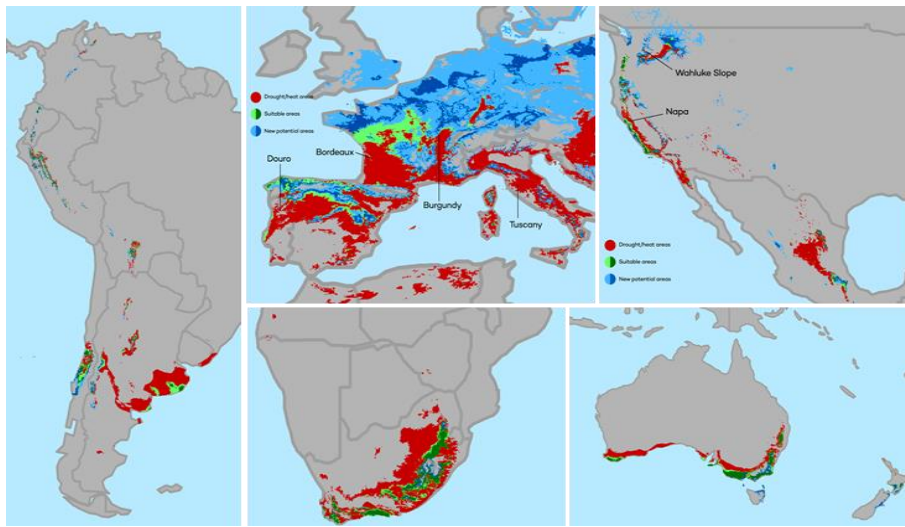 Drought/heat areas
Suitable areas
New potential areas
Bordeaux
Douro
Burgundy
Tuscany
Wahluke Slope
Napa
Drought/heat areas
Suitable areas
New potential areas